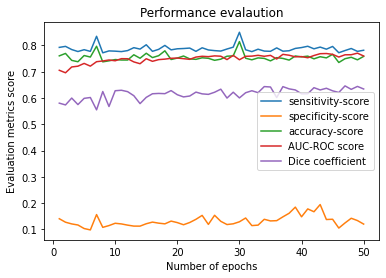 Performance evalaution
Evaluation metrics score
0.8
0.7
0.6
0.5
0.4
0.3
0.2
0.1
sensitivity-score
specificity-score
accuracy-score
AUC-ROC score
Dice coefficient
0
10
20
30
40
50
Number of epochs